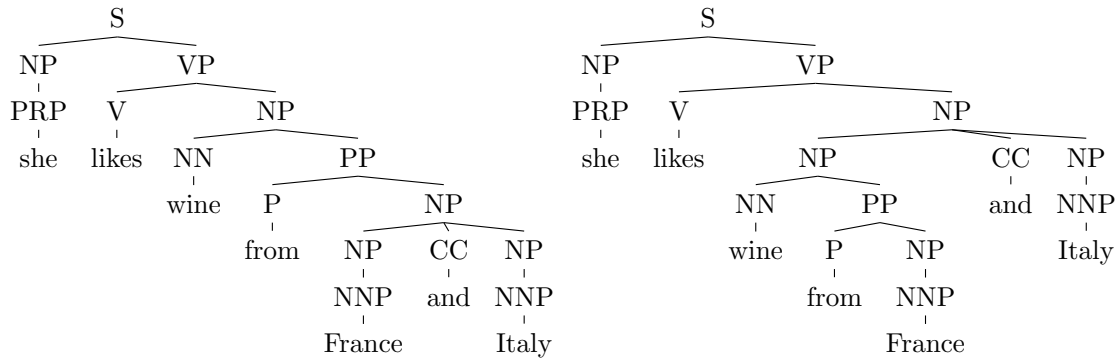 S S
NP VP NP VP
PRP V NP PRP V NP
she likes NN PP she likes NP CC NP
wine P NP NN PP and NNP
from NP CC NP wine P NP Italy
NNP and NNP from NNP
France Italy France